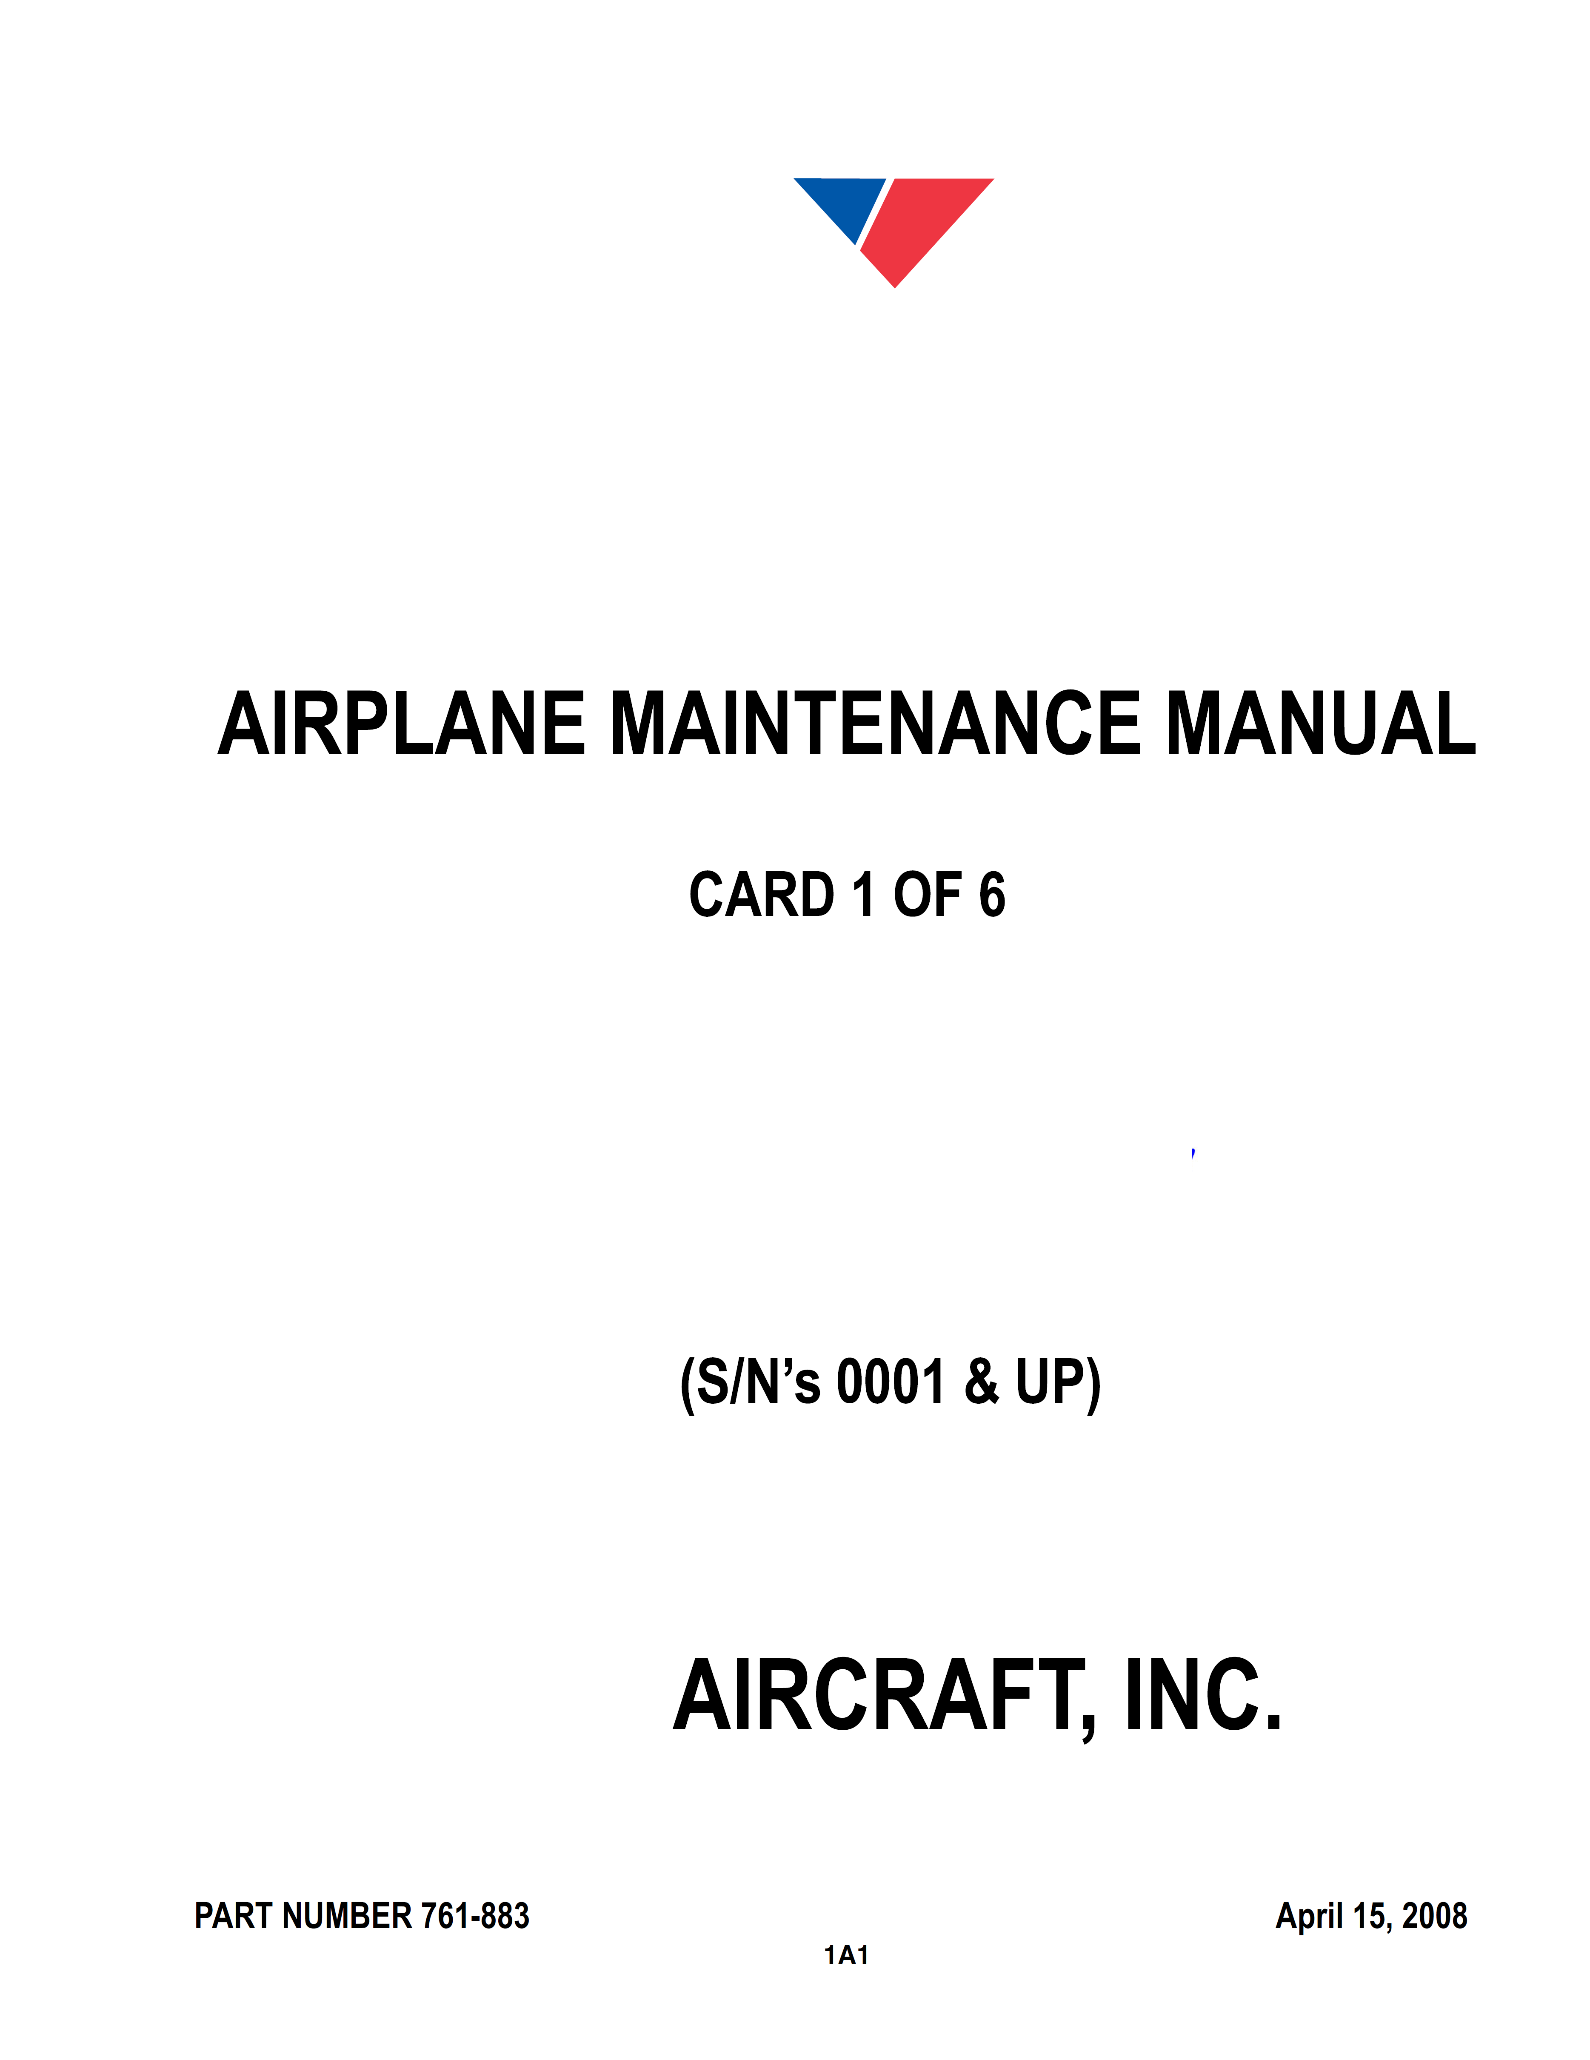 AIRPLANE MAINTENANCE MANUAL
CARD 1 OF 6
(S/N’s 0001 & UP)
AIRCRAFT, INC.
PART NUMBER 761-883
April 15, 2008
1A1